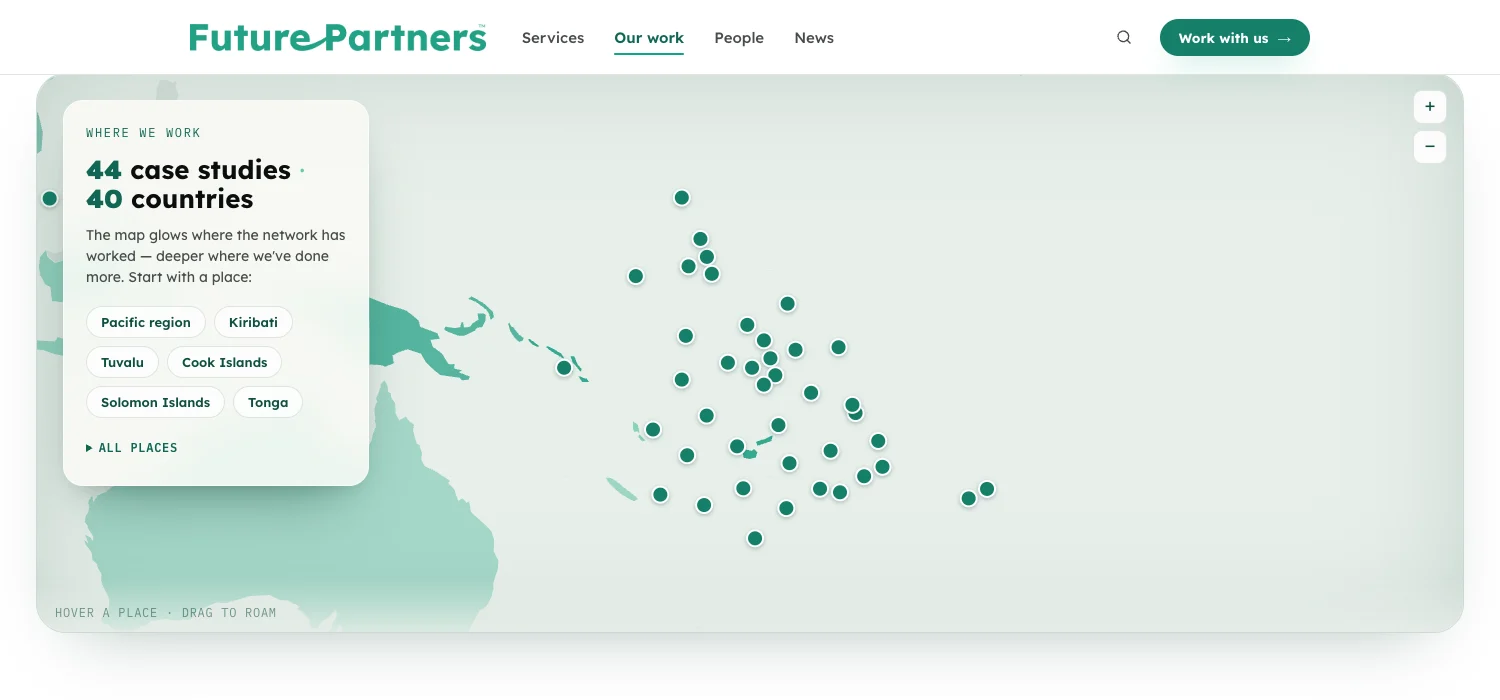 Future Partners™
Services
Our work
People
News
Work with us →
WHERE WE WORK
44 case studies ·
40 countries
The map glows where the network has
worked — deeper where we've done
more. Start with a place:
Pacific region
Kiribati
Tuvalu
Cook Islands
Solomon Islands
Tonga
▶ ALL PLACES
+
−
HOVER A PLACE · DRAG TO ROAM